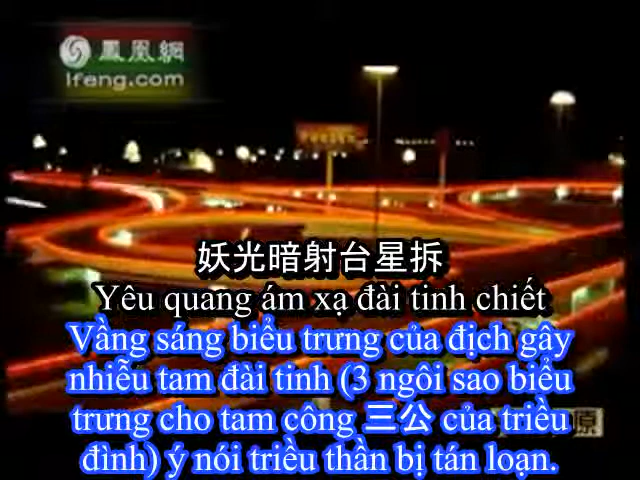 鳳凰網
ifeng.com
妖光暗射台星拆
Yêu quang ám xạ đài tinh chiết
Vầng sáng biểu trưng của địch gây
nhiễu tam đài tinh (3 ngôi sao biểu
trưng cho tam công 三公 của triều
đình) ý nói triều thần bị tán loạn.
原